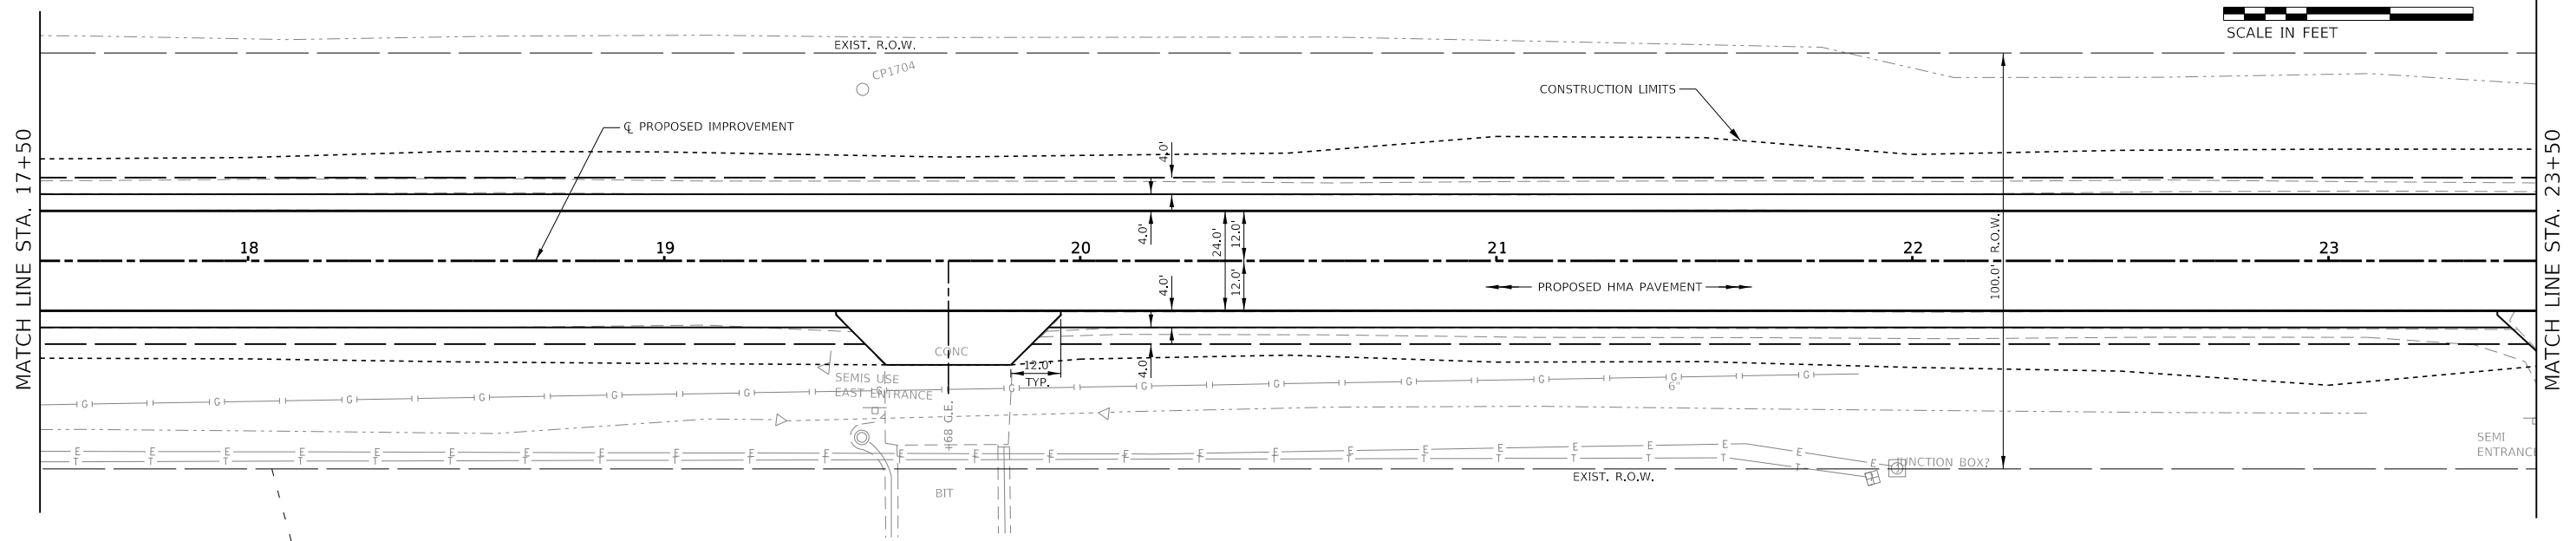 SCALE IN FEET
EXIST. R.O.W.
CP1704
CONSTRUCTION LIMITS
℄ PROPOSED IMPROVEMENT
MATCH LINE STA. 17+50
MATCH LINE STA. 23+50
4.0'
4.0'
24.0'
12.0'
100.0' R.O.W.
18
19
20
21
22
23
4.0'
12.0'
PROPOSED HMA PAVEMENT
4.0'
CONC
12.0'
TYP.
SEMIS USE
EAST ENTRANCE
+68 C.E.
G G G G G G G G G G G G G G
6"
E E E E E E E E E E E E E E E E E E E E E E E E E
T T T T T T T T T T T T T T T T T
JUNCTION BOX?
SEMI
ENTRANCE
EXIST. R.O.W.
BIT